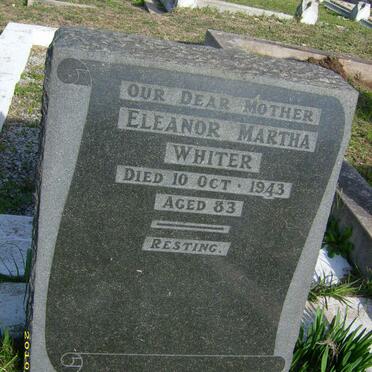 OUR DEAR MOTHER
ELEANOR MARTHA
WHITER
DIED 10 OCT · 1943
AGED 83
RESTING.